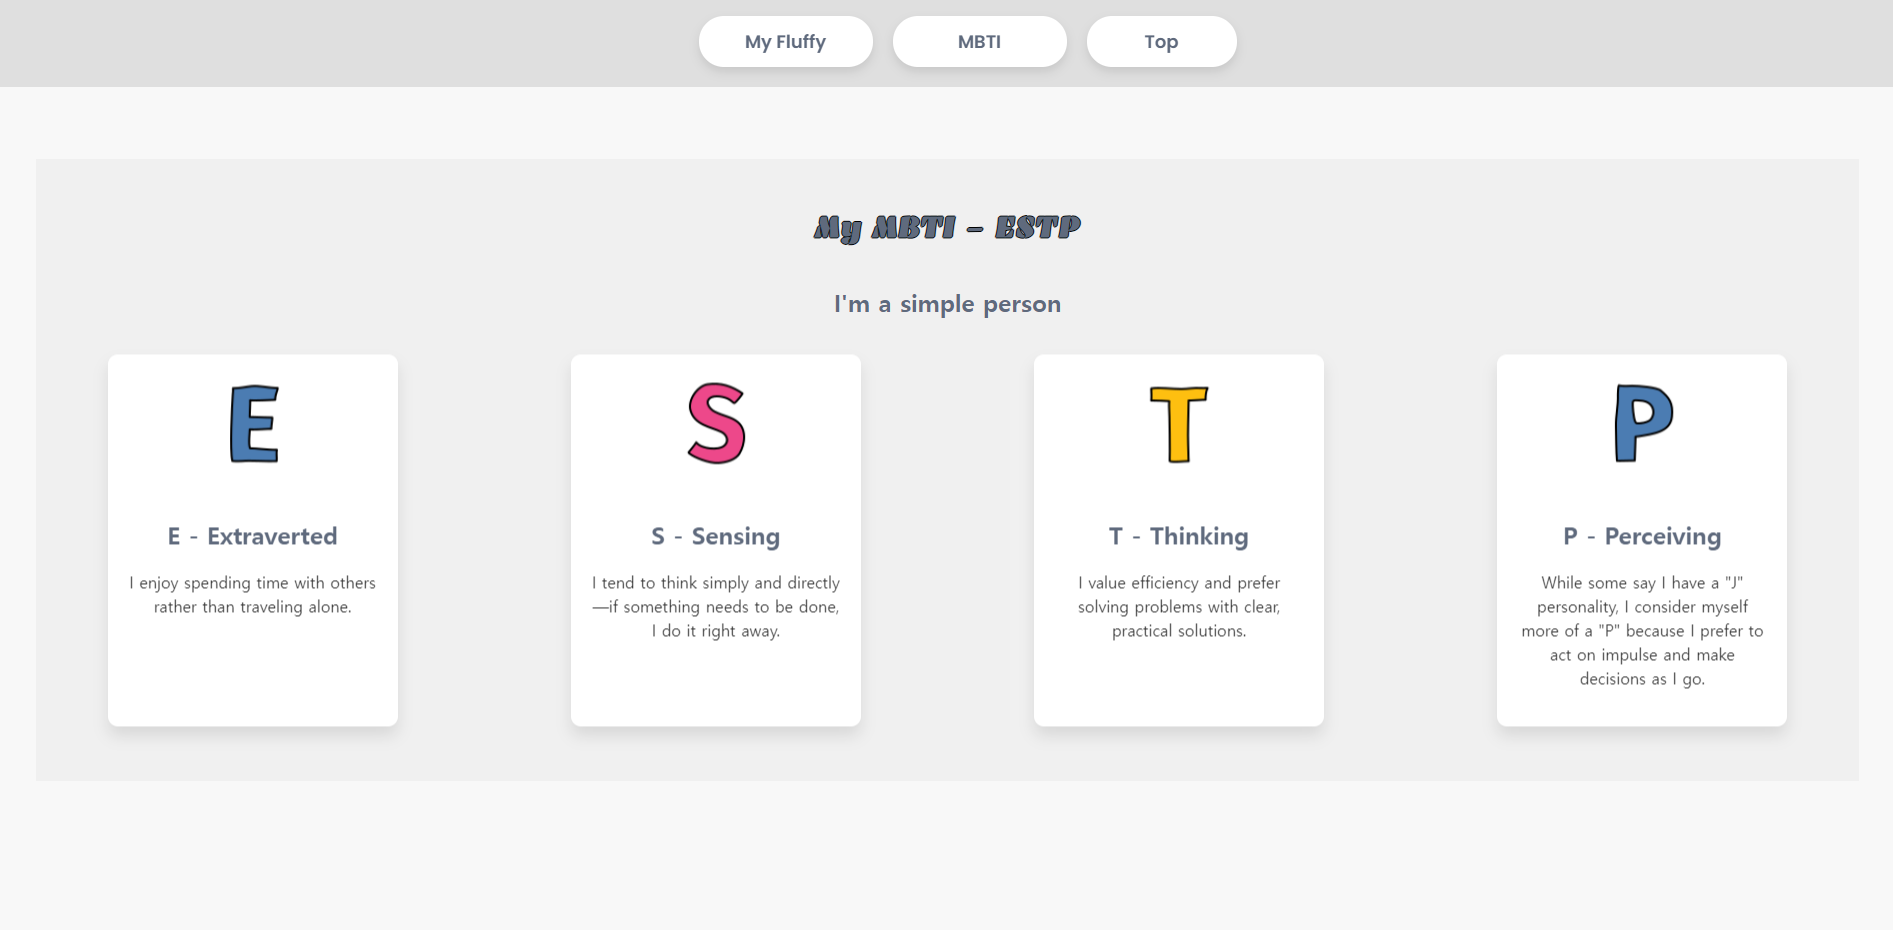 My Fluffy
MBTI
Top
My MBTI - ESTP
I'm a simple person
E
E - Extraverted
I enjoy spending time with others
rather than traveling alone.
S
S - Sensing
I tend to think simply and directly
—if something needs to be done,
I do it right away.
T
T - Thinking
I value efficiency and prefer
solving problems with clear,
practical solutions.
P
P - Perceiving
While some say I have a "J"
personality, I consider myself
more of a "P" because I prefer to
act on impulse and make
decisions as I go.